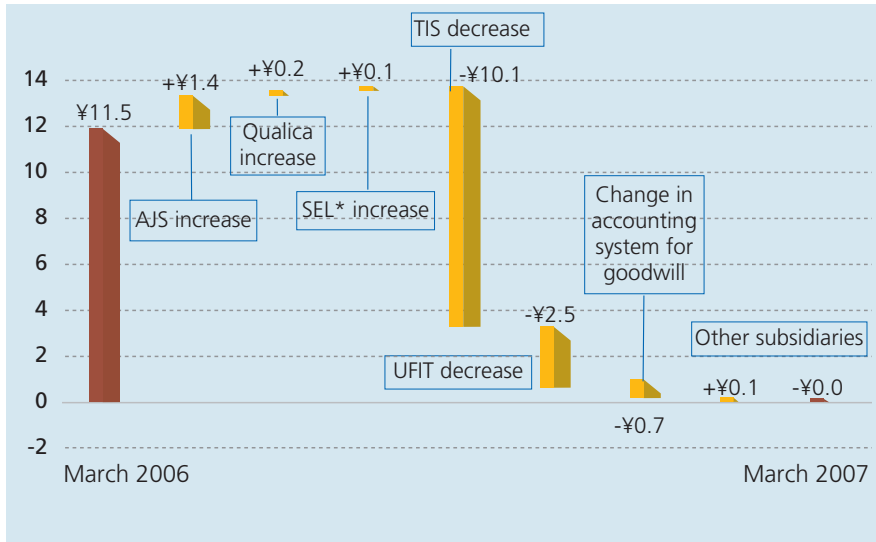 TIS decrease
14
12
10
8
6
4
2
0
-2
¥11.5
+¥1.4
+¥0.2
+¥0.1
-¥10.1
-¥2.5
-¥0.7
+¥0.1
-¥0.0
AJS increase
Qualica
increase
SEL* increase
UFIT decrease
Change in
accounting
system for
goodwill
Other subsidiaries
March 2006
March 2007